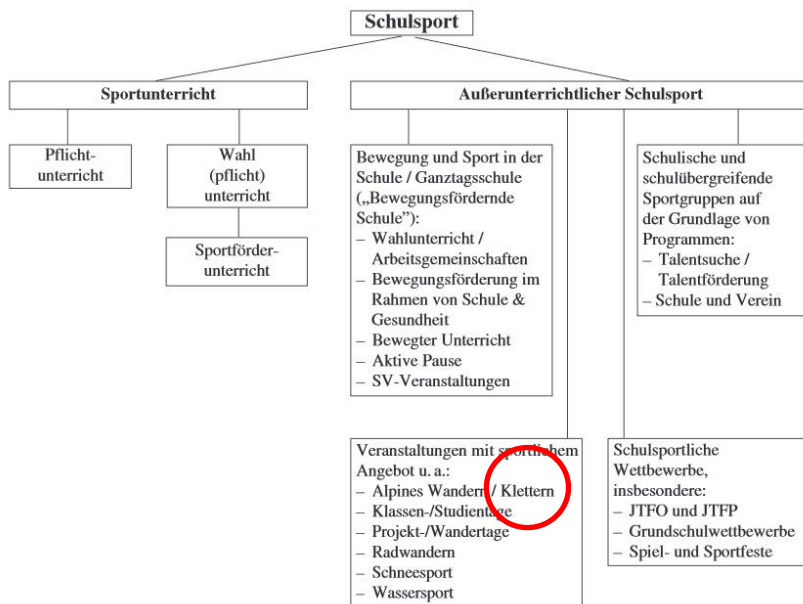 Schulsport
Sportunterricht
Pflicht-
unterricht
Wahl
(pflicht)
unterricht
Sportförder-
unterricht
Außerunterrichtlicher Schulsport
Bewegung und Sport in der
Schule / Ganztagsschule
(„Bewegungsfördernde
Schule”):
– Wahlunterricht /
Arbeitsgemeinschaften
– Bewegungsförderung im
Rahmen von Schule &
Gesundheit
– Bewegter Unterricht
– Aktive Pause
– SV-Veranstaltungen
Schulische und
schulübergreifende
Sportgruppen auf
der Grundlage von
Programmen:
– Talentsuche /
Talentförderung
– Schule und Verein
Veranstaltungen mit sportlichem
Angebot u. a.:
– Alpines Wandern / Klettern
– Klassen-/Studientage
– Projekt-/Wandertage
– Radwandern
– Schneesport
– Wassersport
Schulsportliche
Wettbewerbe,
insbesondere:
– JTFO und JTFP
– Grundschulwettbewerbe
– Spiel- und Sportfeste